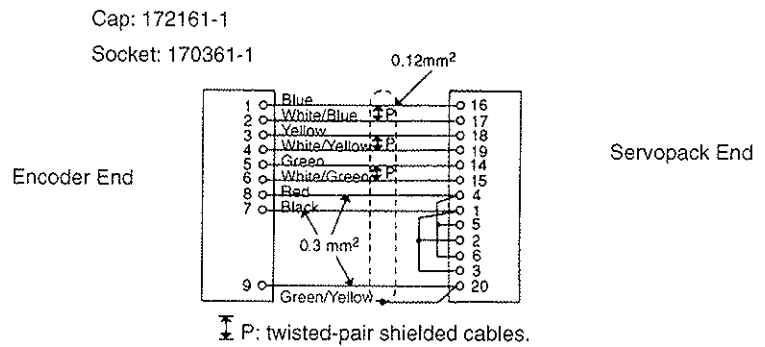 Cap: 172161-1
Socket: 170361-1
0.12mm²
Encoder End
Servopack End
1 Blue 16
2 White/Blue P 17
3 Yellow 18
4 White/Yellow P 19
5 Green 14
6 White/Green P 15
8 Red 4
7 Black 1
5
0.3 mm²
2
6
3
9 20
Green/Yellow
P: twisted-pair shielded cables.